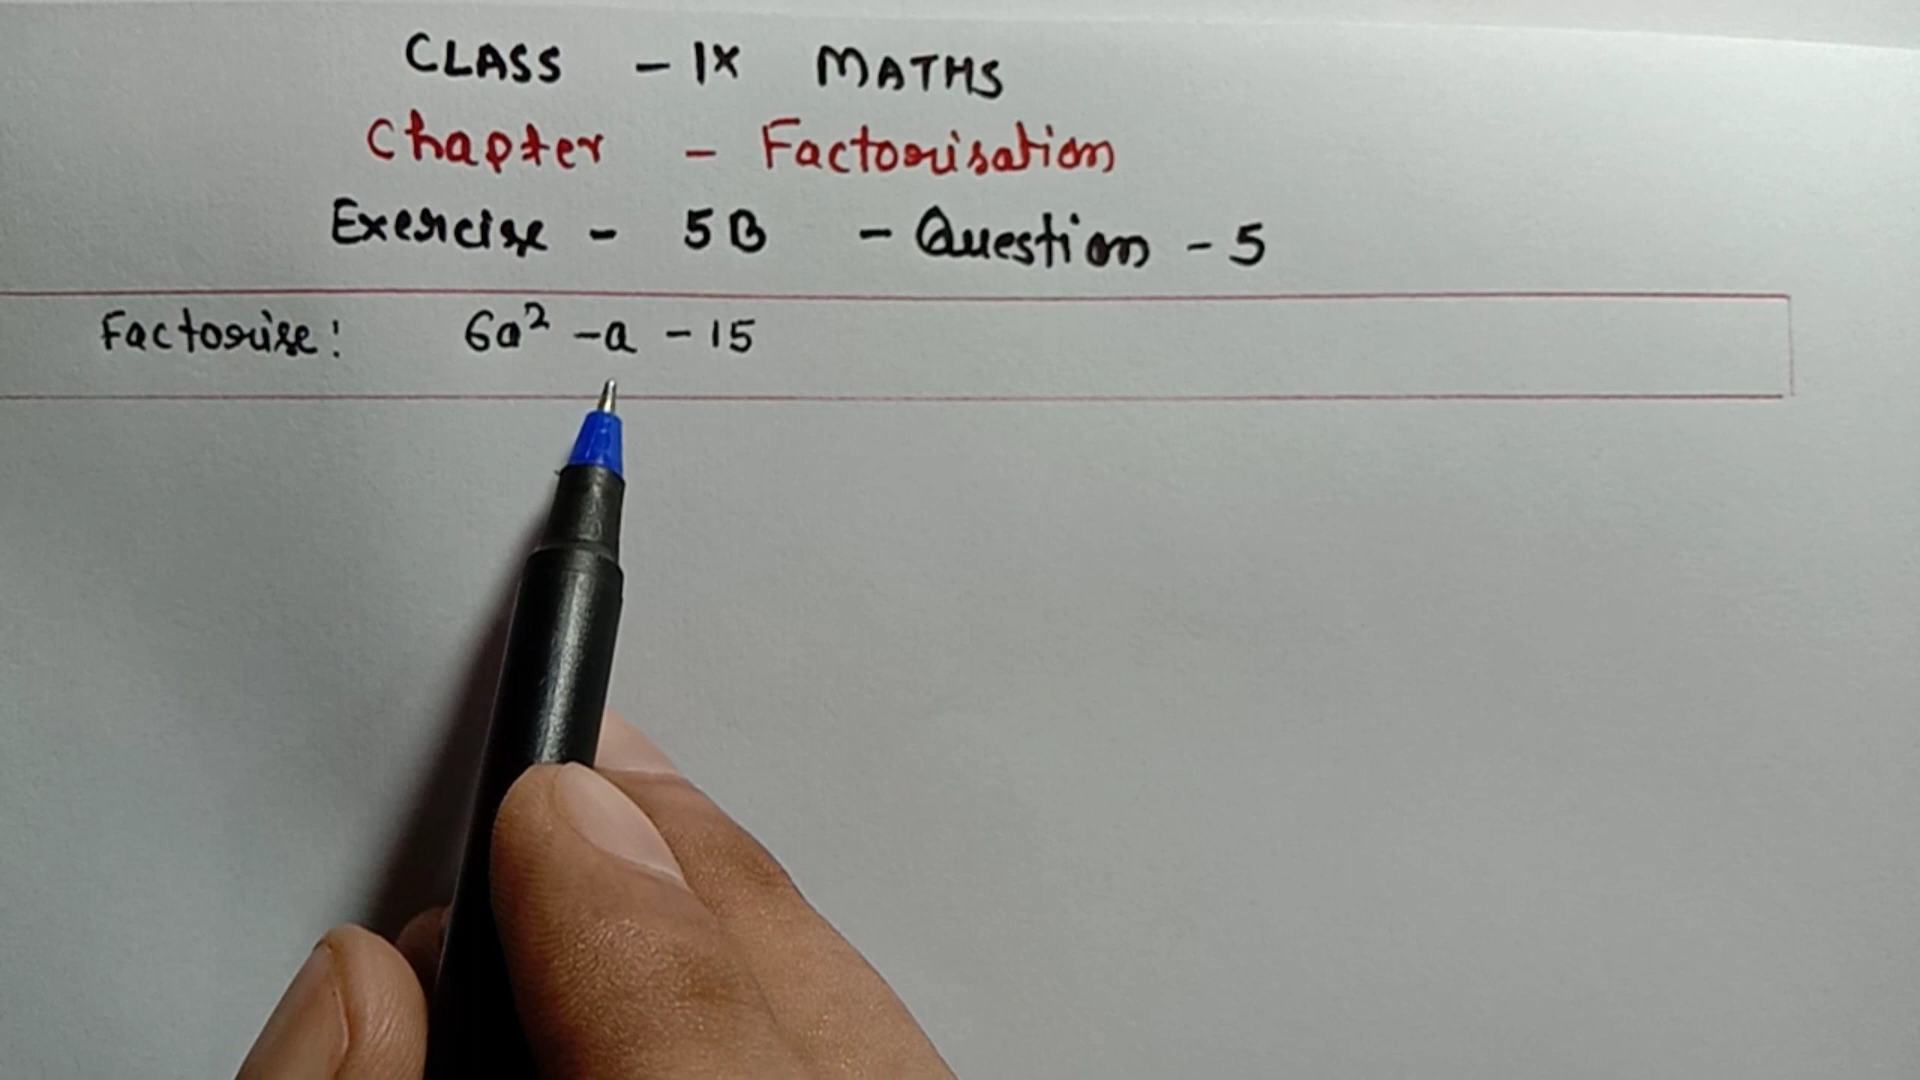 CLASS - IX MATHS
Chapter - Factorisation
Exercise - 5B - Question - 5
Factorise: 6a² - a - 15